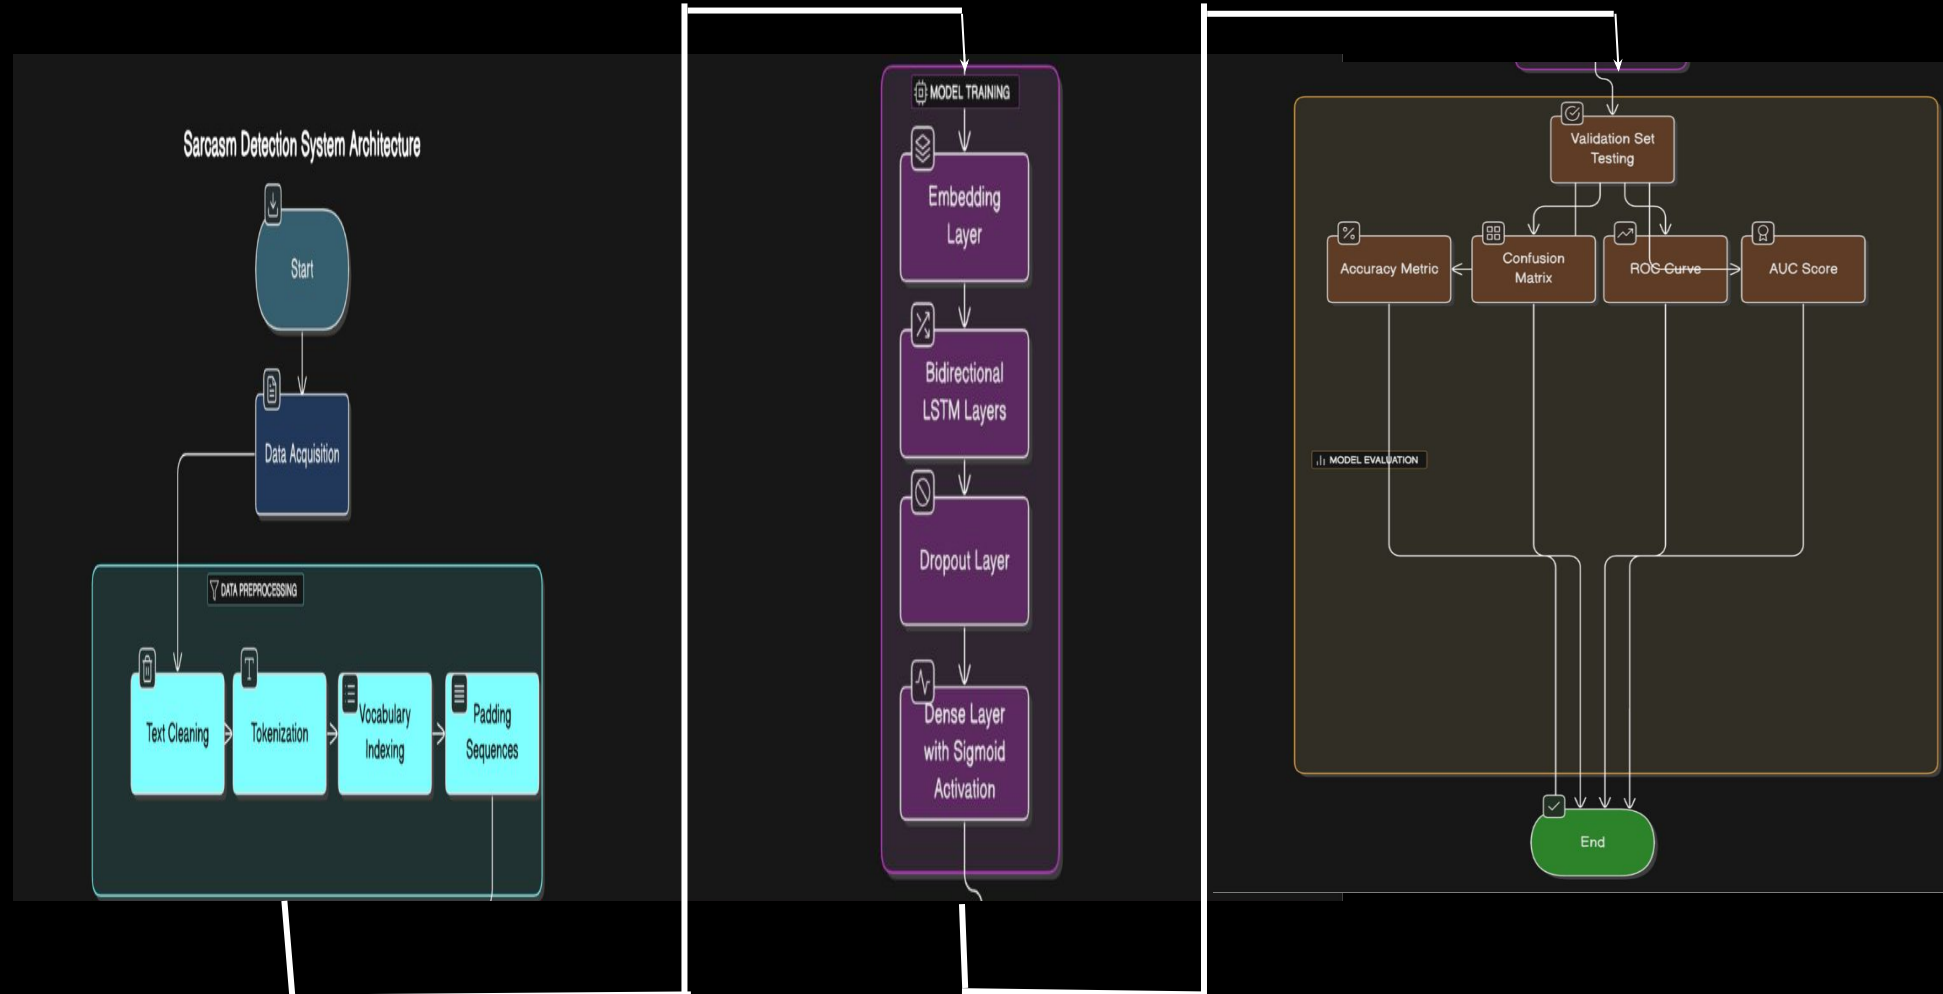 Sarcasm Detection System Architecture
Start
Data Acquisition
DATA PREPROCESSING
Text Cleaning
Tokenization
Vocabulary
Indexing
Padding
Sequences
MODEL TRAINING
Embedding
Layer
Bidirectional
LSTM Layers
Dropout Layer
Dense Layer
with Sigmoid
Activation
Validation Set
Testing
Accuracy Metric
Confusion
Matrix
ROC Curve
AUC Score
MODEL EVALUATION
End